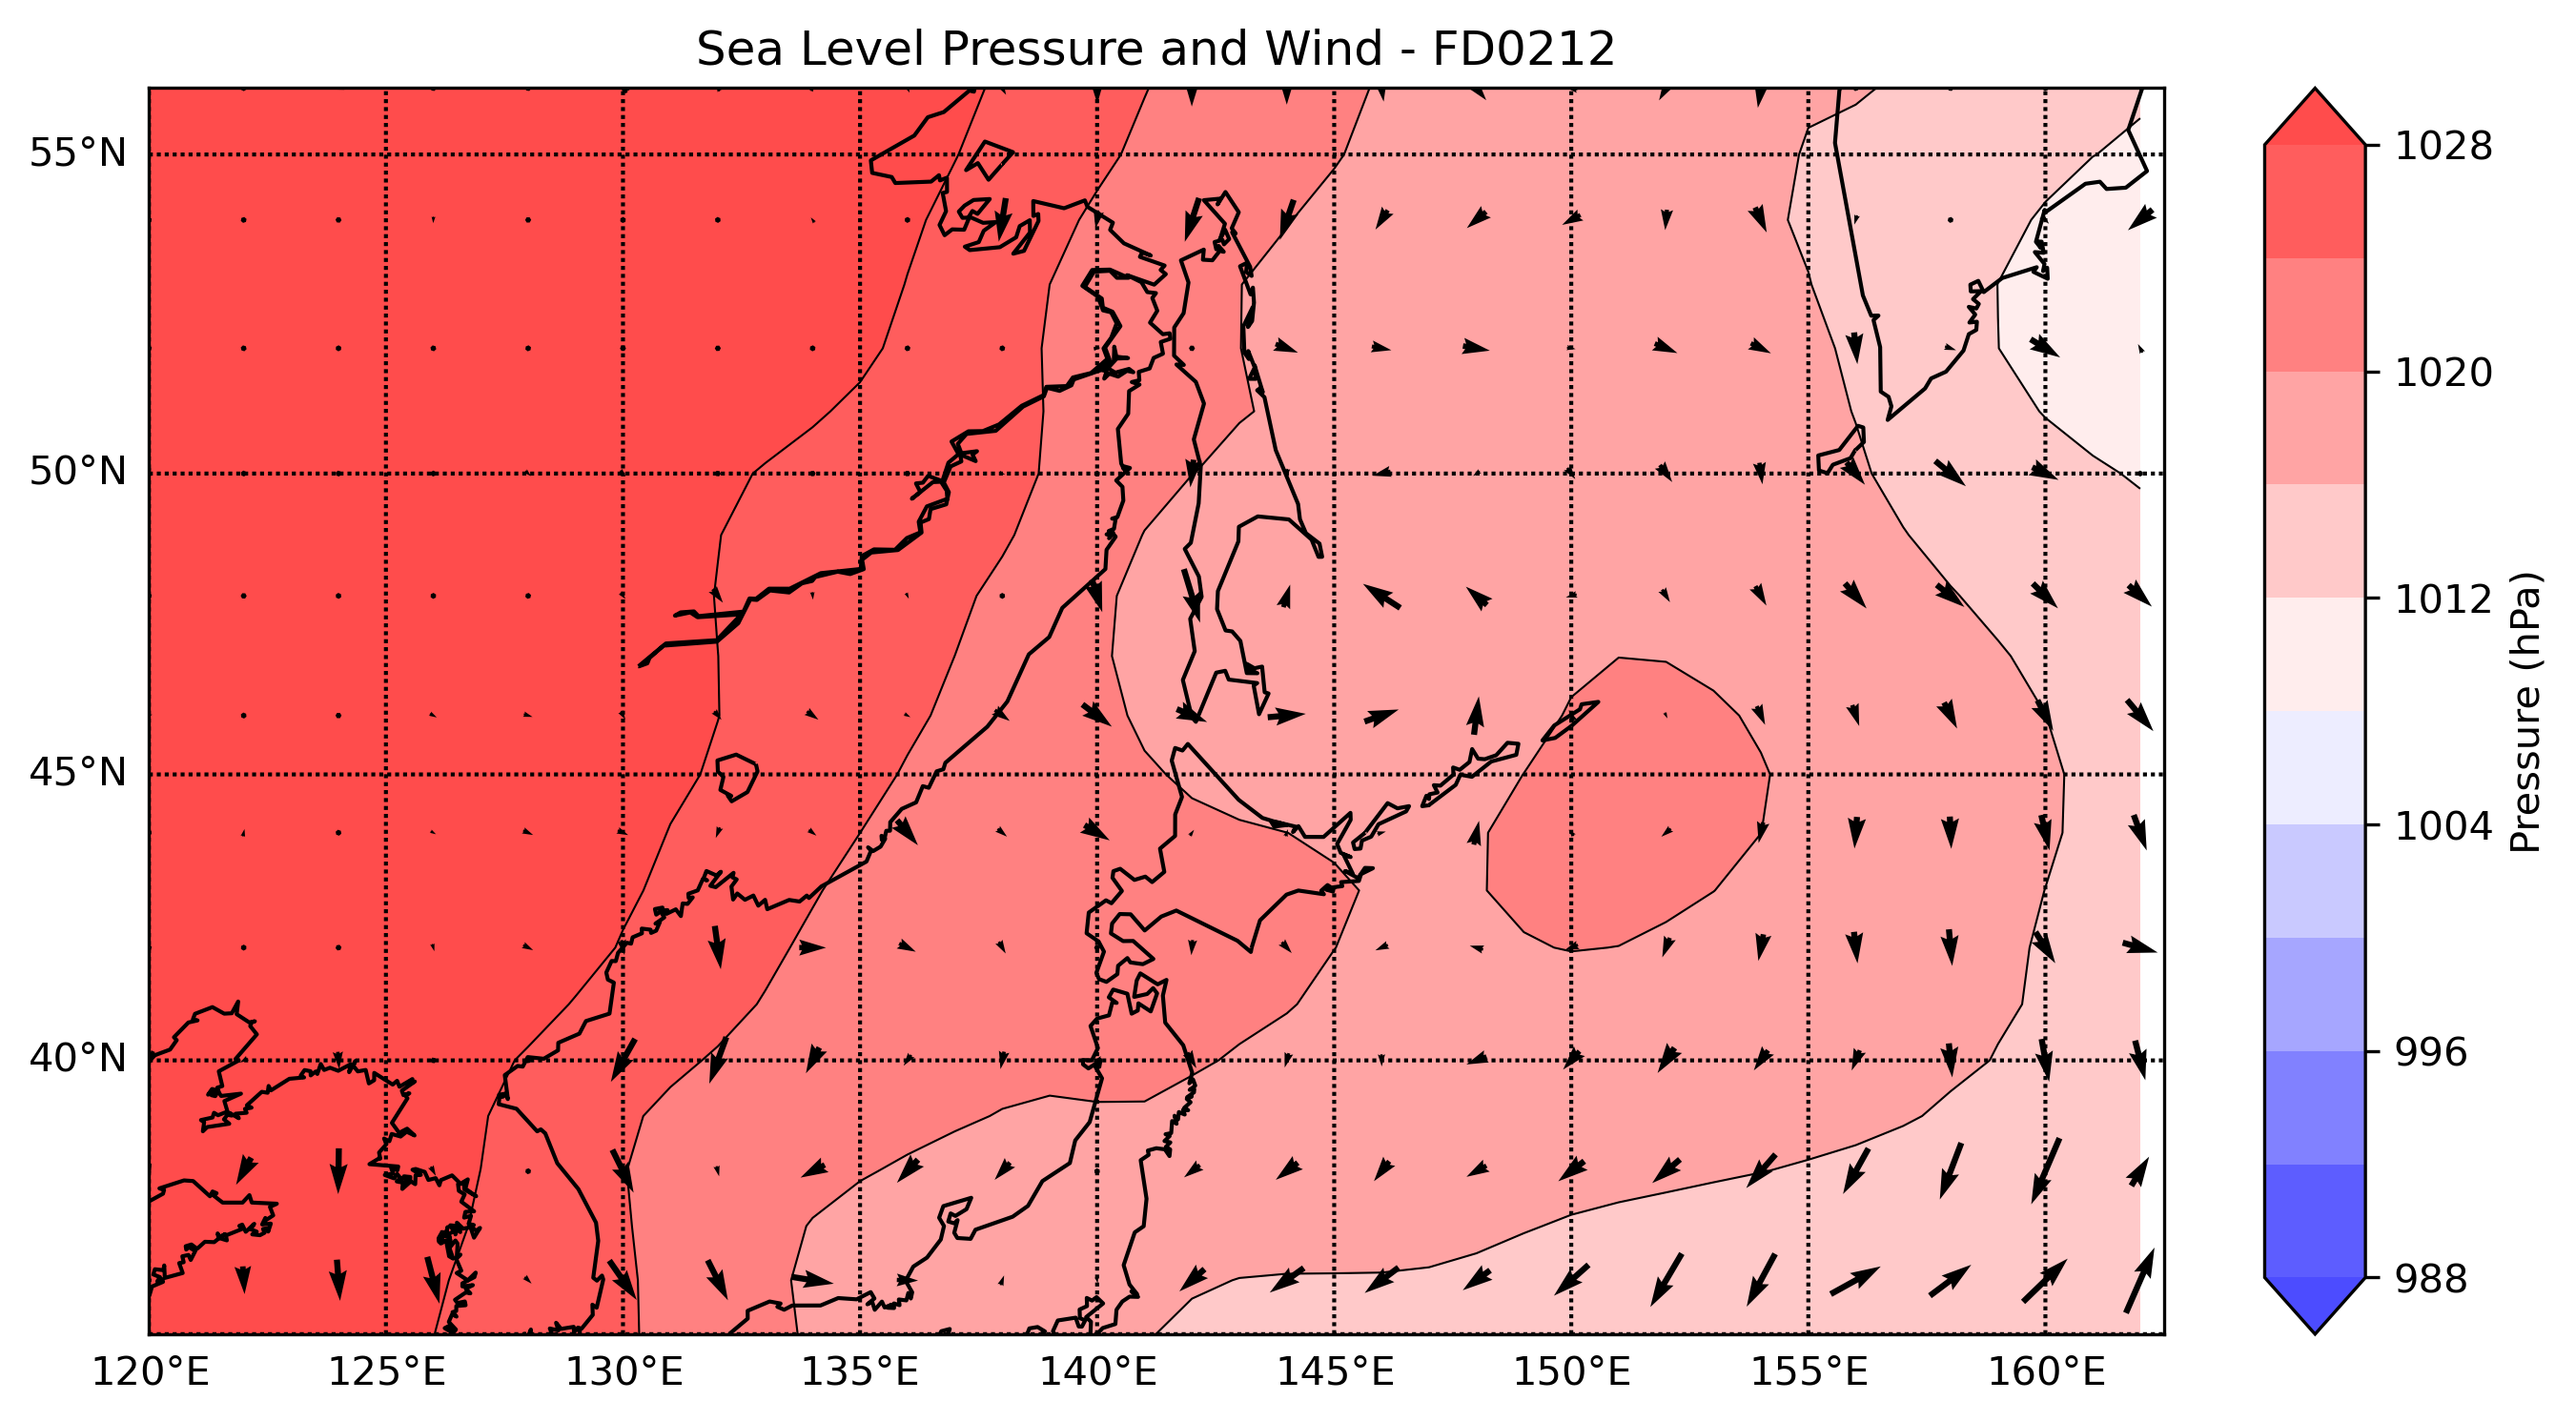 Sea Level Pressure and Wind - FD0212
55°N
50°N
45°N
40°N
120°E 125°E 130°E 135°E 140°E 145°E 150°E 155°E 160°E
1028
1020
1012
1004
996
988
Pressure (hPa)